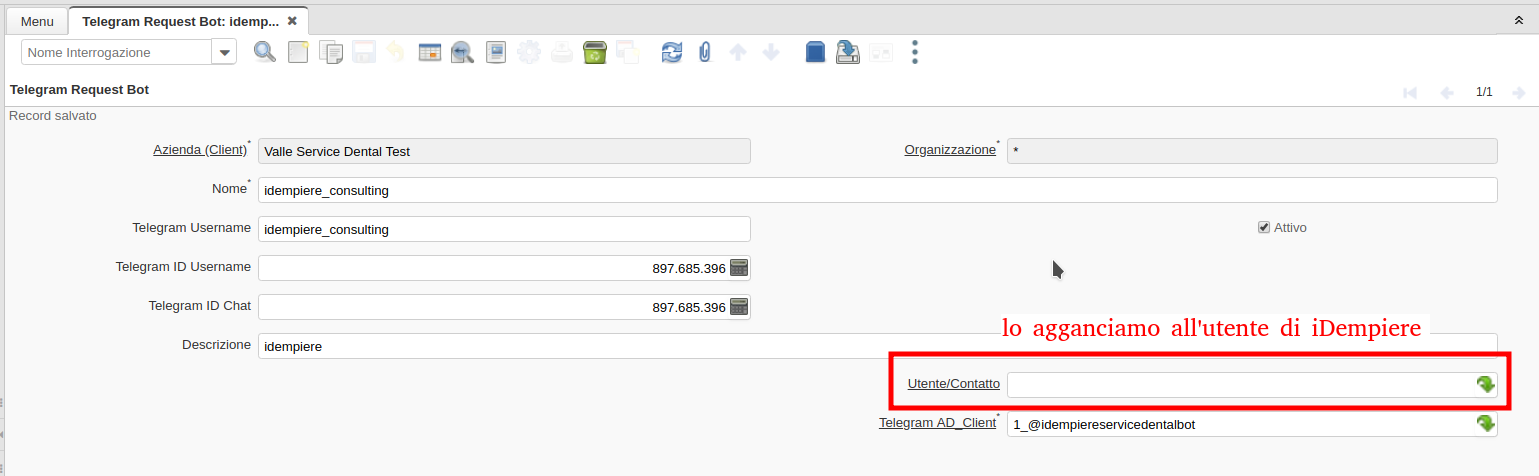 Menu
Telegram Request Bot: idemp... ✖
Nome Interrogazione
Telegram Request Bot
1/1
Record salvato
Azienda (Client)* Valle Service Dental Test Organizzazione* *
Nome* idempiere_consulting
Telegram Username idempiere_consulting Attivo
Telegram ID Username 897.685.396
Telegram ID Chat 897.685.396
lo agganciamo all'utente di iDempiere
Descrizione idempiere
Utente/Contatto
Telegram AD_Client* 1_@idempiereservicedentalbot